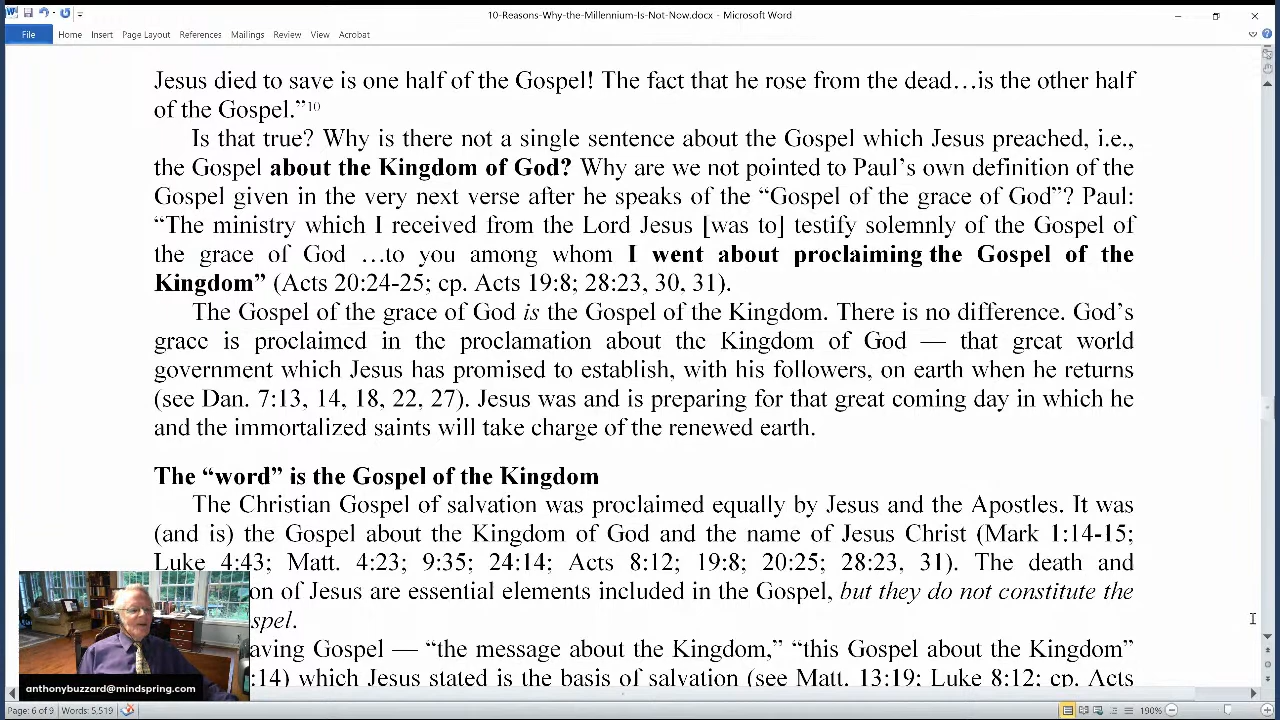 10-Reasons-Why-the-Millennium-Is-Not-Now.docx - Microsoft Word
File Home Insert Page Layout References Mailings Review View Acrobat
Jesus died to save is one half of the Gospel! The fact that he rose from the dead…is the other half
of the Gospel.”10
Is that true? Why is there not a single sentence about the Gospel which Jesus preached, i.e.,
the Gospel about the Kingdom of God? Why are we not pointed to Paul’s own definition of the
Gospel given in the very next verse after he speaks of the “Gospel of the grace of God”? Paul:
“The ministry which I received from the Lord Jesus [was to] testify solemnly of the Gospel of
the grace of God …to you among whom I went about proclaiming the Gospel of the
Kingdom” (Acts 20:24-25; cp. Acts 19:8; 28:23, 30, 31).
The Gospel of the grace of God is the Gospel of the Kingdom. There is no difference. God’s
grace is proclaimed in the proclamation about the Kingdom of God — that great world
government which Jesus has promised to establish, with his followers, on earth when he returns
(see Dan. 7:13, 14, 18, 22, 27). Jesus was and is preparing for that great coming day in which he
and the immortalized saints will take charge of the renewed earth.
The “word” is the Gospel of the Kingdom
The Christian Gospel of salvation was proclaimed equally by Jesus and the Apostles. It was
(and is) the Gospel about the Kingdom of God and the name of Jesus Christ (Mark 1:14-15;
Luke 4:43; Matt. 4:23; 9:35; 24:14; Acts 8:12; 19:8; 20:25; 28:23, 31). The death and
on of Jesus are essential elements included in the Gospel, but they do not constitute the
spel.
aving Gospel — “the message about the Kingdom,” “this Gospel about the Kingdom”
:14) which Jesus stated is the basis of salvation (see Matt. 13:19; Luke 8:12; cp. Acts
anthonybuzzard@mindspring.com
Page: 6 of 9 Words: 5,519 190%